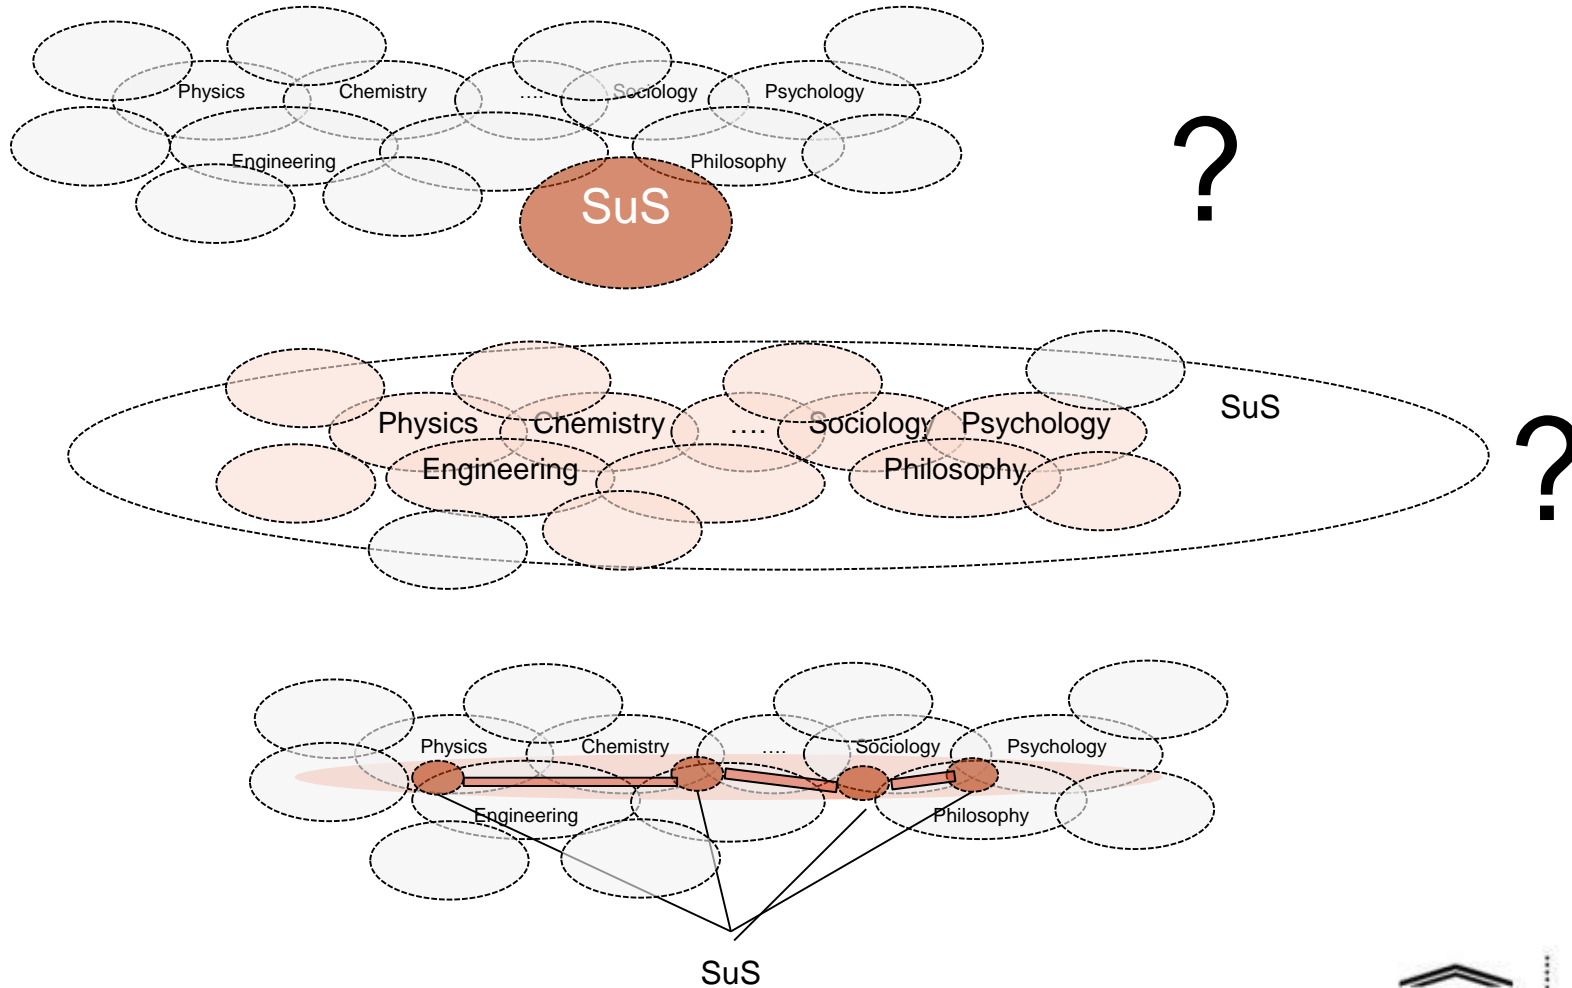 Physics Chemistry .... Sociology Psychology
?
Engineering Philosophy
SuS
SuS
Physics Chemistry .... Sociology Psychology
?
Engineering Philosophy
Physics Chemistry .... Sociology Psychology
Engineering Philosophy
SuS